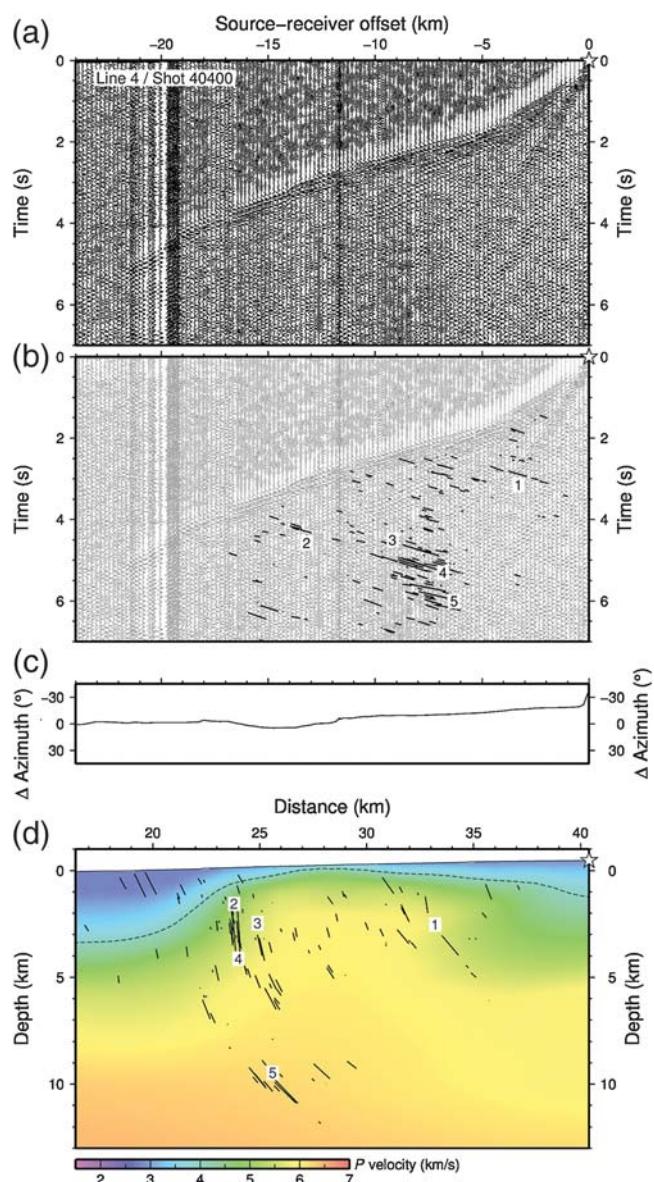 (a)
Source−receiver offset (km)
−20 −15 −10 −5 0
Line 4 / Shot 40400
0 0
2 2
4 4
6 6
Time (s) Time (s)
(b)
0 0
2 2
4 4
6 6
Time (s) Time (s)
1
2
3
4
5
(c)
−30 −30
0 0
30 30
Δ Azimuth (°) Δ Azimuth (°)
Distance (km)
(d)
20 25 30 35 40
0 0
5 5
10 10
Depth (km) Depth (km)
2
3
1
4
5
P velocity (km/s)
2 3 4 5 6 7